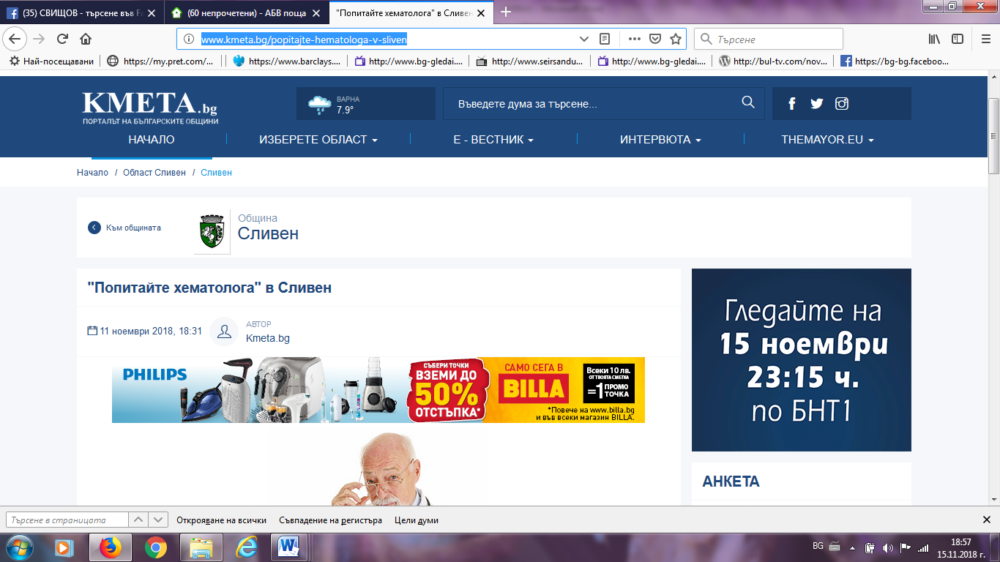 (35) СВИЩОВ - търсене във Fa
(60 непрочетени) - АБВ поща
"Попитайте хематолога" в Сливен
www.kmeta.bg/popitajte-hematologa-v-sliven
Търсене
Най-посещавани
https://my.pret.com/...
https://www.barclays....
http://www.bg-gledai....
http://www.seirsandu...
http://www.bg-gledai....
http://bul-tv.com/nov...
https://bg-bg.faceboo...
KMETA.bg
ПОРТАЛЪТ НА БЪЛГАРСКИТЕ ОБЩИНИ
ВАРНА
7.9°
Въведете дума за търсене...
НАЧАЛО
ИЗБЕРЕТЕ ОБЛАСТ
Е - ВЕСТНИК
ИНТЕРВЮТА
THEMAYOR.EU
Начало / Област Сливен / Сливен
Към общината
Община
Сливен
"Попитайте хематолога" в Сливен
11 ноември 2018, 18:31
АВТОР
Kmeta.bg
PHILIPS
СЪБЕРИ ТОЧКИ
ВЗЕМИ ДО
50%
ОТСТЪПКА*
САМО СЕГА В
BILLA
Всеки 10 лв.
ОТ ТВОЯТА СМЕТКА
=1 ПРОМО
ТОЧКА
*Повече на www.billa.bg
и във всеки магазин BILLA.
Гледайте на
15 ноември
23:15 ч.
по БНТ1
АНКЕТА
Търсене в страницата
Открояване на всички
Съвпадение на регистъра
Цели думи
BG
18:57
15.11.2018 г.